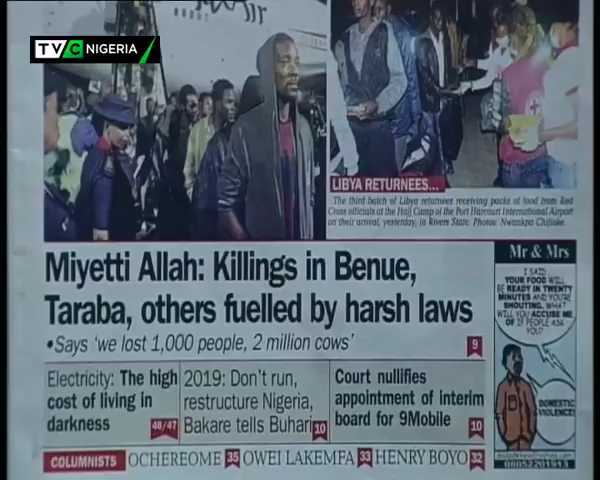 TVC NIGERIA
LIBYA RETURNEES...
The third batch of Libya returnees receiving packs of food from Red
Cross officials at the Hajj Camp of the Port Harcourt International Airport
on their arrival, yesterday, in Rivers State. Photos: Nwankpa Chijioke.
Miyetti Allah: Killings in Benue,
Taraba, others fuelled by harsh laws
•Says 'we lost 1,000 people, 2 million cows'
9
Electricity: The high
cost of living in
darkness
46/47
2019: Don't run,
restructure Nigeria,
Bakare tells Buhari
10
Court nullifies
appointment of interim
board for 9Mobile
10
Mr & Mrs
I SAID
YOUR FOOD WILL
BE READY IN TWENTY
MINUTES AND YOU'RE
SHOUTING. WHAT
WILL YOU ACCUSE ME
OF IF PEOPLE ASK
YOU?
DOMESTIC
VIOLENCE!
08052201913
COLUMNISTS OCHEREOME 35 OWEI LAKEMFA 33 HENRY BOYO 32